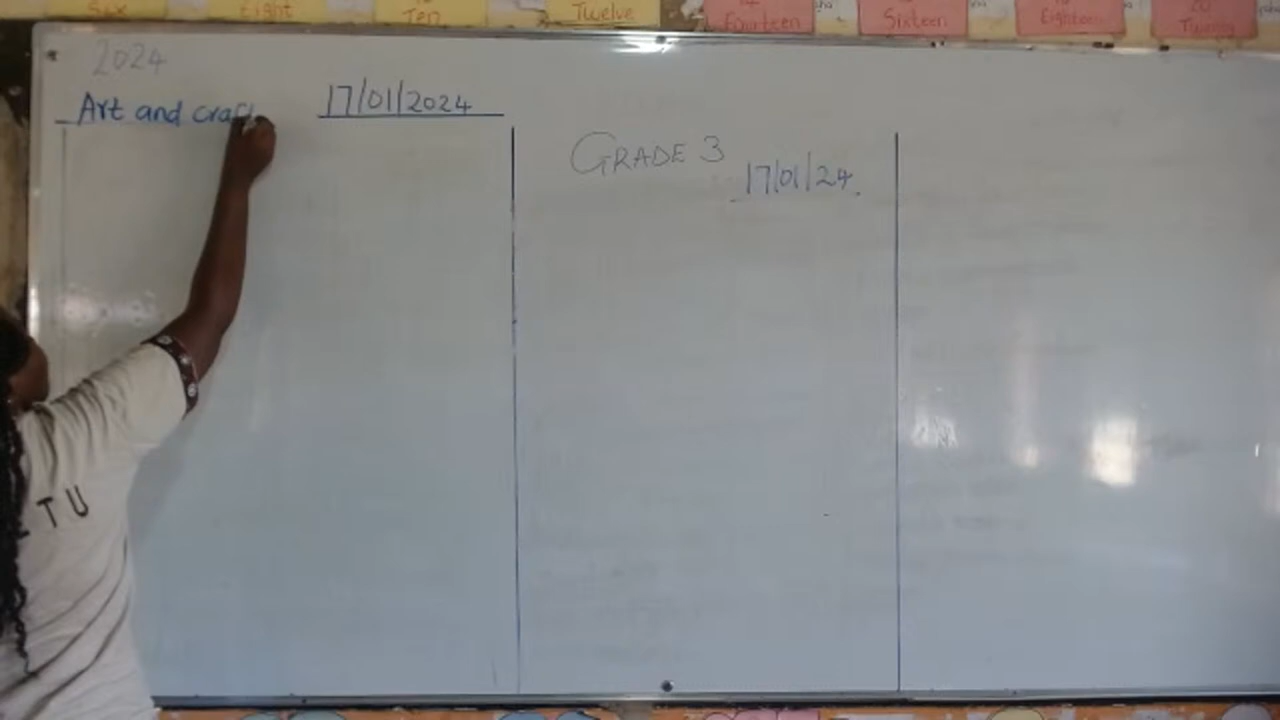 Six Eight Ten Twelve Fourteen Sixteen Eighteen Twenty
2024
Art and craft 17/01/2024
GRADE 3
17/01/24
TU